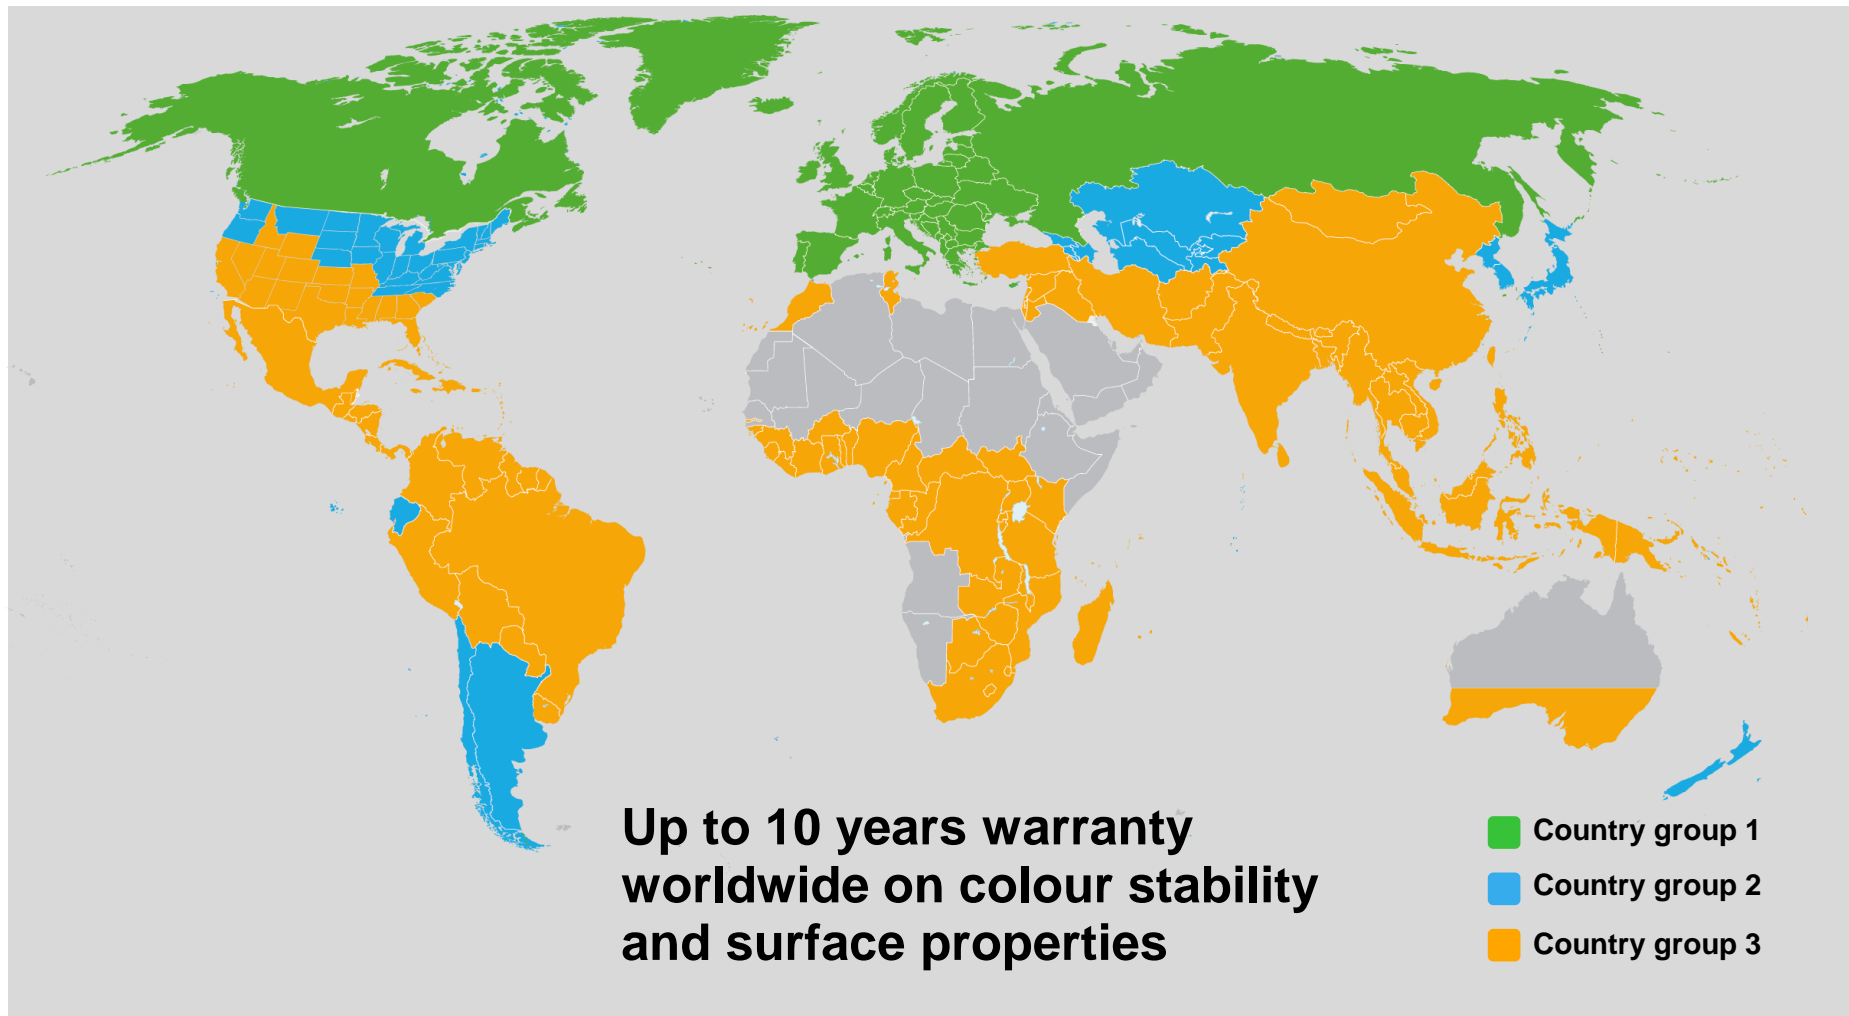 Up to 10 years warranty
worldwide on colour stability
and surface properties
Country group 1
Country group 2
Country group 3